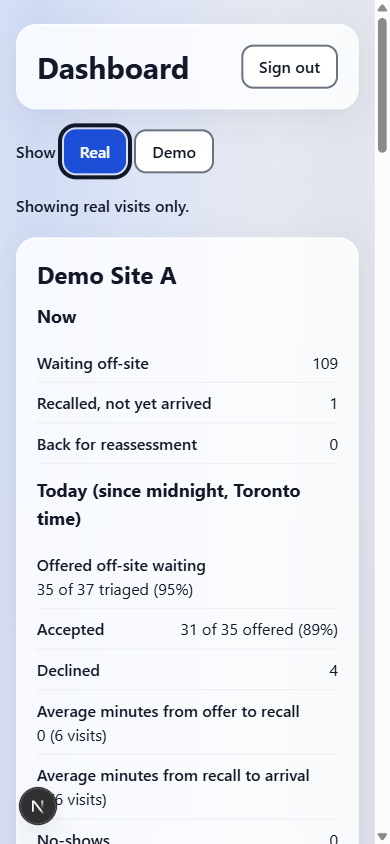 Dashboard
Sign out
Show
Real
Demo
Showing real visits only.
Demo Site A
Now
Waiting off-site 109
Recalled, not yet arrived 1
Back for reassessment 0
Today (since midnight, Toronto
time)
Offered off-site waiting
35 of 37 triaged (95%)
Accepted 31 of 35 offered (89%)
Declined 4
Average minutes from offer to recall
0 (6 visits)
Average minutes from recall to arrival
visits)
N
No-shows 0